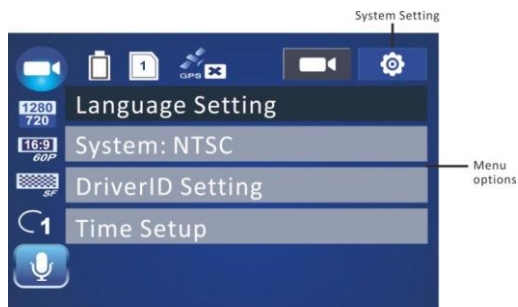 System Setting
1
GPS
1280
720
Language Setting
16:9
60P
System: NTSC
Menu
options
SF
DriverID Setting
1
Time Setup